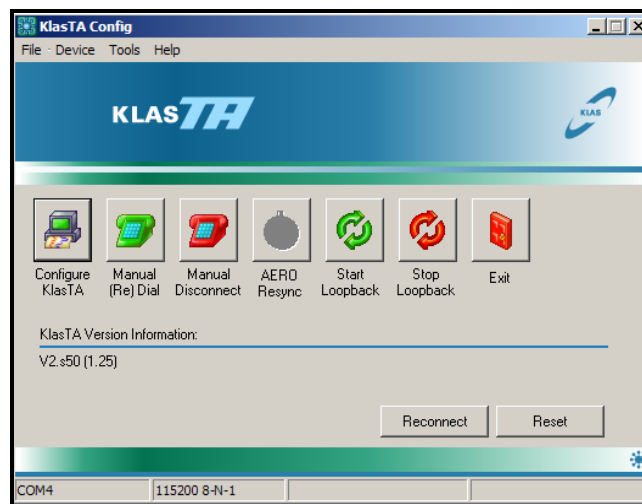 KlasTA Config
File Device Tools Help
KLASTA
KLAS
Configure KlasTA
Manual (Re) Dial
Manual Disconnect
AERO Resync
Start Loopback
Stop Loopback
Exit
KlasTA Version Information:
V2.s50 (1.25)
Reconnect
Reset
COM4
115200 8-N-1